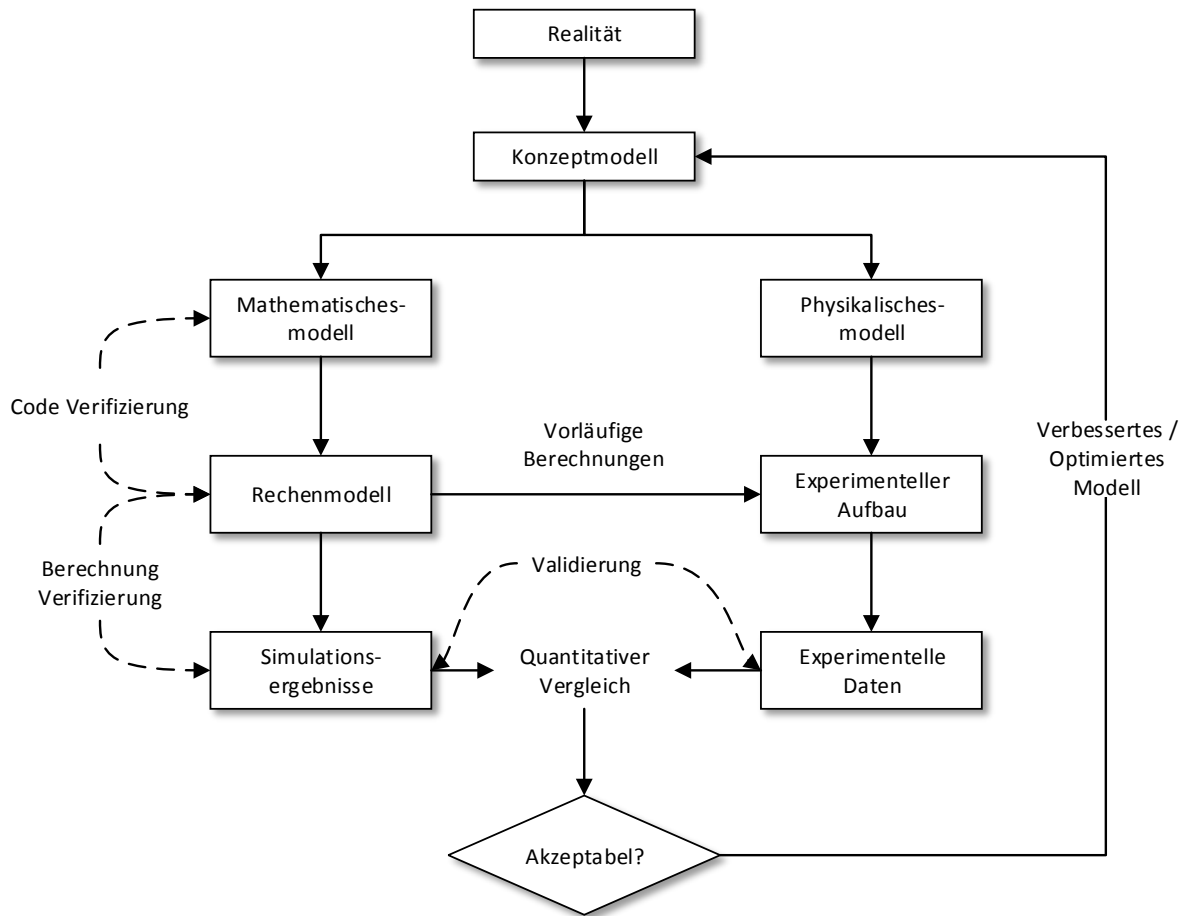 Realität
Konzeptmodell
Mathematisches-
modell
Physikalisches-
modell
Code Verifizierung
Vorläufige
Berechnungen
Verbessertes /
Optimiertes
Modell
Rechenmodell
Experimenteller
Aufbau
Berechnung
Verifizierung
Validierung
Simulations-
ergebnisse
Quantitativer
Vergleich
Experimentelle
Daten
Akzeptabel?